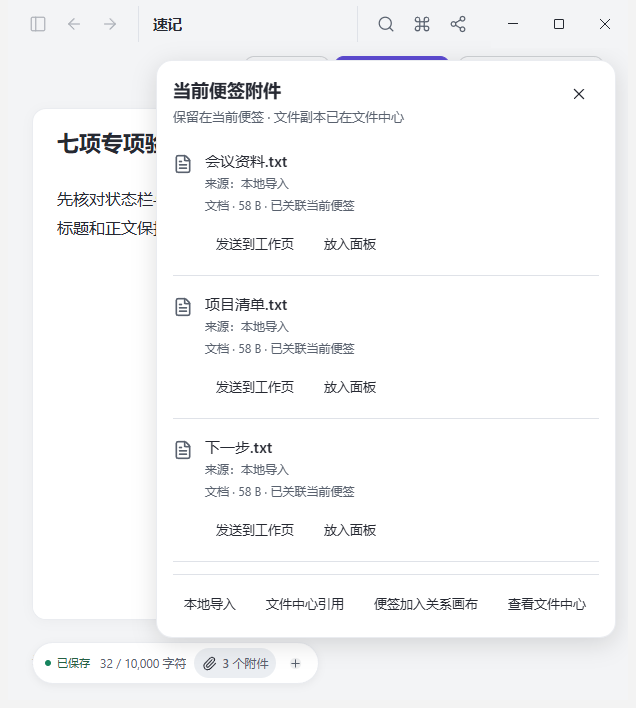 速记
当前便签附件
保留在当前便签 · 文件副本已在文件中心
七项专项
先核对状态栏
标题和正文保
会议资料.txt
来源：本地导入
文档 · 58 B · 已关联当前便签
发送到工作页 放入面板
项目清单.txt
来源：本地导入
文档 · 58 B · 已关联当前便签
发送到工作页 放入面板
下一步.txt
来源：本地导入
文档 · 58 B · 已关联当前便签
发送到工作页 放入面板
本地导入 文件中心引用 便签加入关系画布 查看文件中心
已保存 32 / 10,000 字符 3 个附件